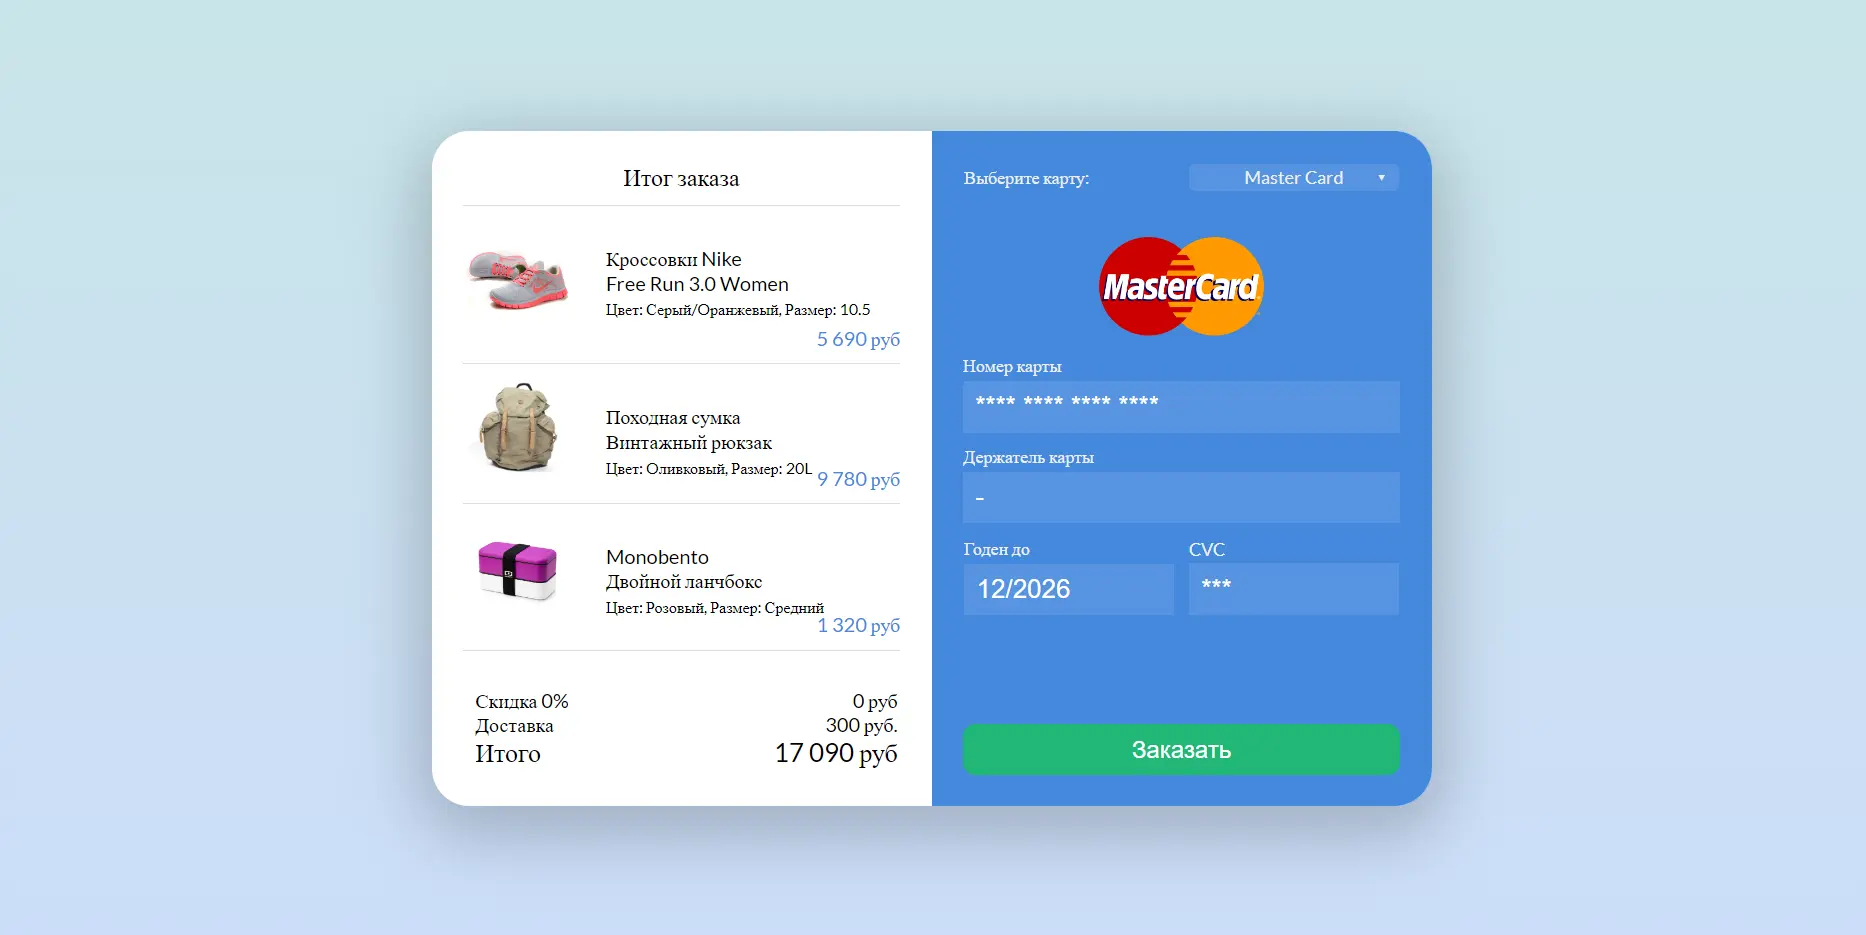 Итог заказа
Кроссовки Nike
Free Run 3.0 Women
Цвет: Серый/Оранжевый, Размер: 10.5
5 690 руб
Походная сумка
Винтажный рюкзак
Цвет: Оливковый, Размер: 20L
9 780 руб
Monobento
Двойной ланчбокс
Цвет: Розовый, Размер: Средний
1 320 руб
Скидка 0% 0 руб
Доставка 300 руб.
Итого 17 090 руб
Выберите карту: Master Card
MasterCard
Номер карты
**** **** **** ****
Держатель карты
-
Годен до CVC
12/2026 ***
Заказать